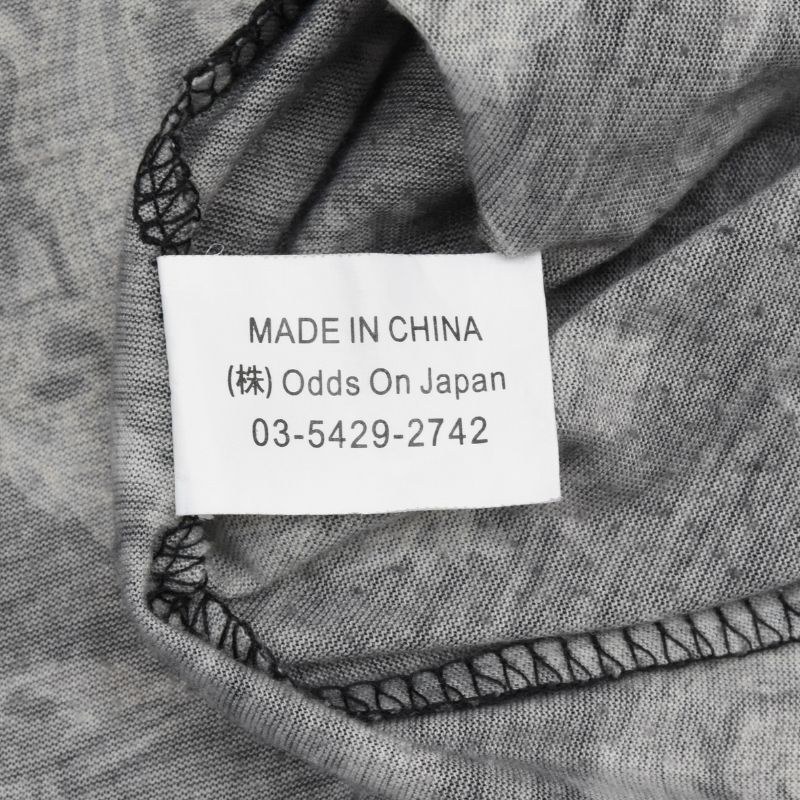 MADE IN CHINA
(株) Odds On Japan
03-5429-2742